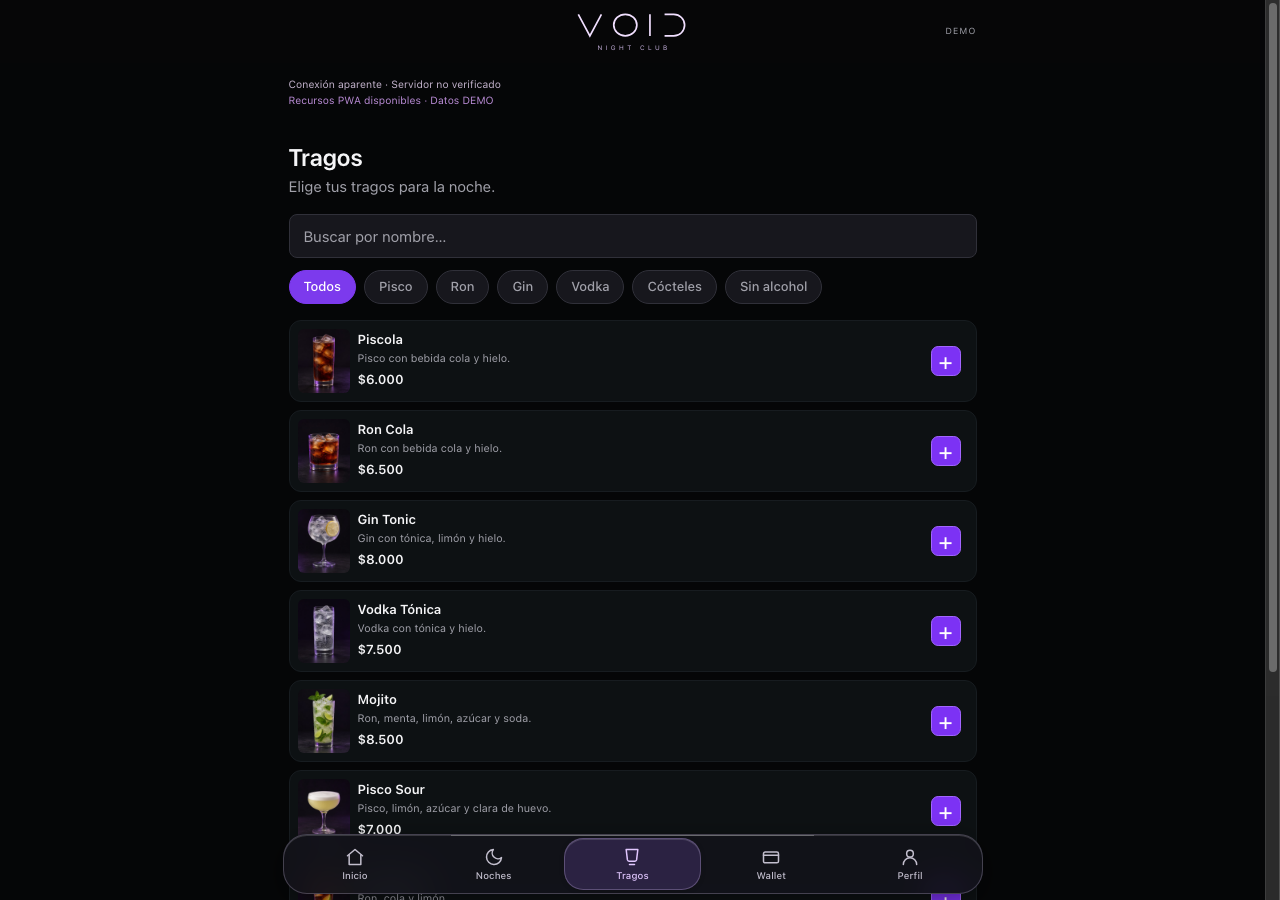 VOID
NIGHT CLUB
DEMO
Conexión aparente · Servidor no verificado
Recursos PWA disponibles · Datos DEMO
Tragos
Elige tus tragos para la noche.
Buscar por nombre...
Todos Pisco Ron Gin Vodka Cócteles Sin alcohol
Piscola
Pisco con bebida cola y hielo.
$6.000
Ron Cola
Ron con bebida cola y hielo.
$6.500
Gin Tonic
Gin con tónica, limón y hielo.
$8.000
Vodka Tónica
Vodka con tónica y hielo.
$7.500
Mojito
Ron, menta, limón, azúcar y soda.
$8.500
Pisco Sour
Pisco, limón, azúcar y clara de huevo.
$7.000
Inicio Noches Tragos Wallet Perfil
Ron, cola y limón.